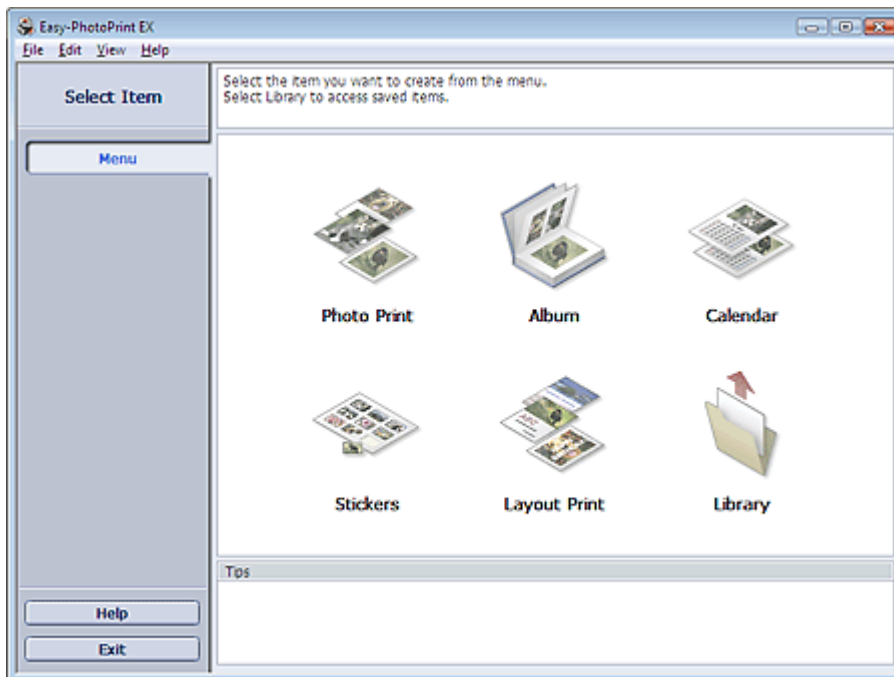 Easy-PhotoPrint EX
File Edit View Help
Select Item
Select the item you want to create from the menu.
Select Library to access saved items.
Menu
Photo Print
Album
Calendar
Stickers
Layout Print
Library
Tips
Help
Exit